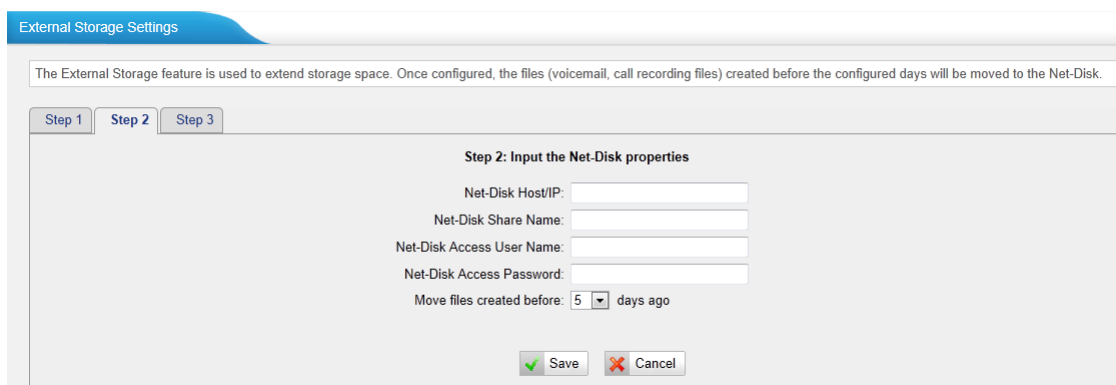 External Storage Settings
The External Storage feature is used to extend storage space. Once configured, the files (voicemail, call recording files) created before the configured days will be moved to the Net-Disk.
Step 1 Step 2 Step 3
Step 2: Input the Net-Disk properties
Net-Disk Host/IP:
Net-Disk Share Name:
Net-Disk Access User Name:
Net-Disk Access Password:
Move files created before: 5 days ago
Save Cancel